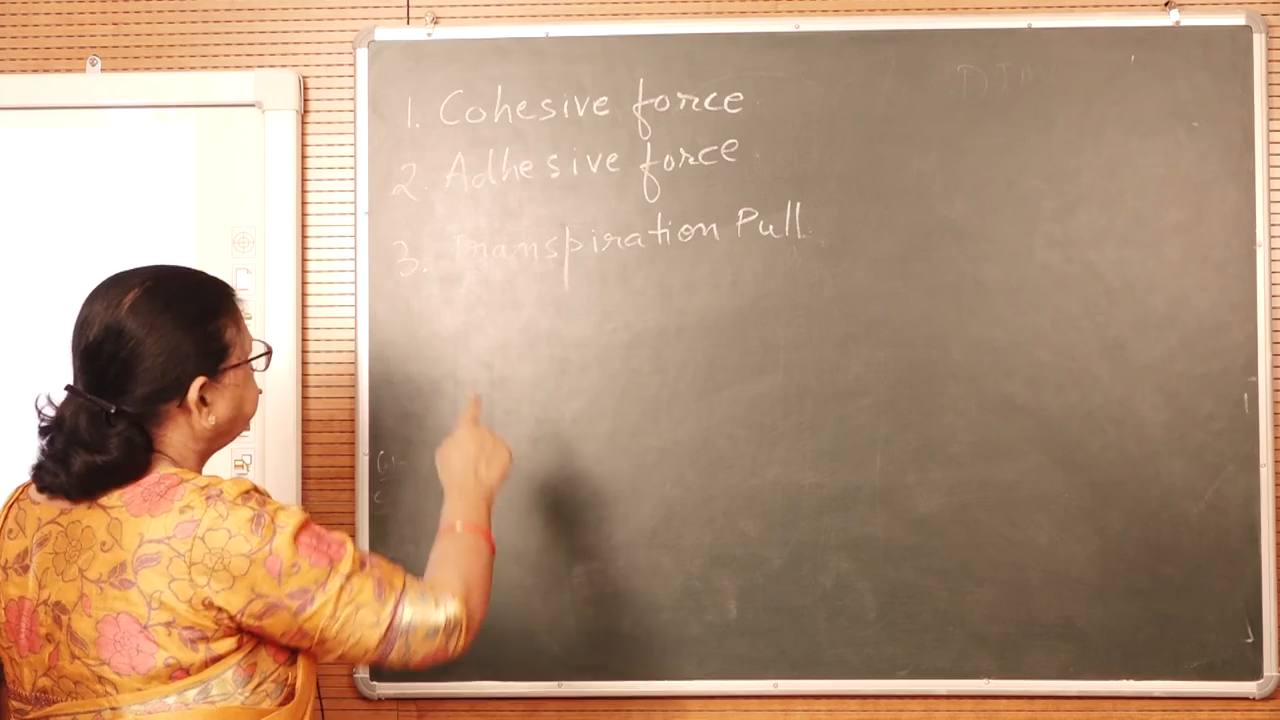 1. Cohesive force
2. Adhesive force
3. Transpiration Pull